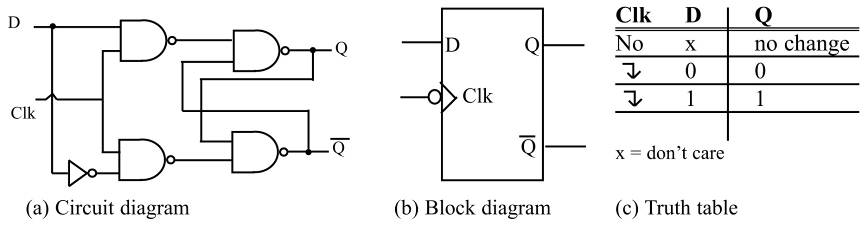 D
Clk
Q
Q̅
(a) Circuit diagram
D
Q
Clk
Q̅
(b) Block diagram
Clk D Q
No x no change
0 0
1 1
x = don't care
(c) Truth table